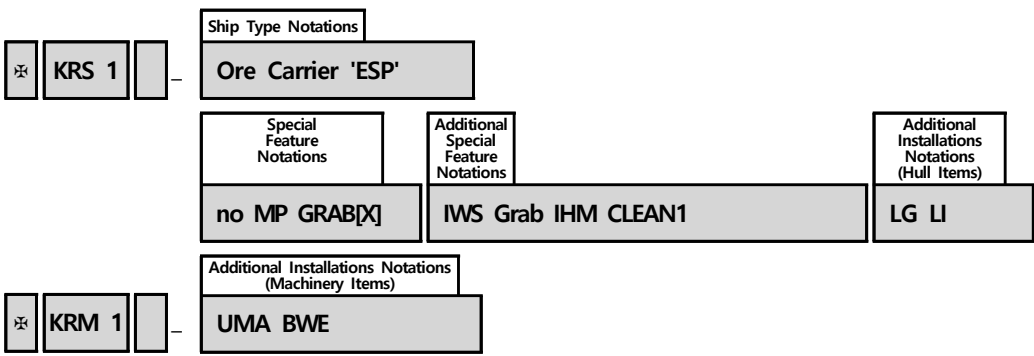 Ship Type Notations
✠ KRS 1 _ Ore Carrier 'ESP'
Special
Feature
Notations
Additional
Special
Feature
Notations
Additional
Installations
Notations
(Hull Items)
no MP GRAB[X]
IWS Grab IHM CLEAN1
LG LI
Additional Installations Notations
(Machinery Items)
✠ KRM 1 _ UMA BWE